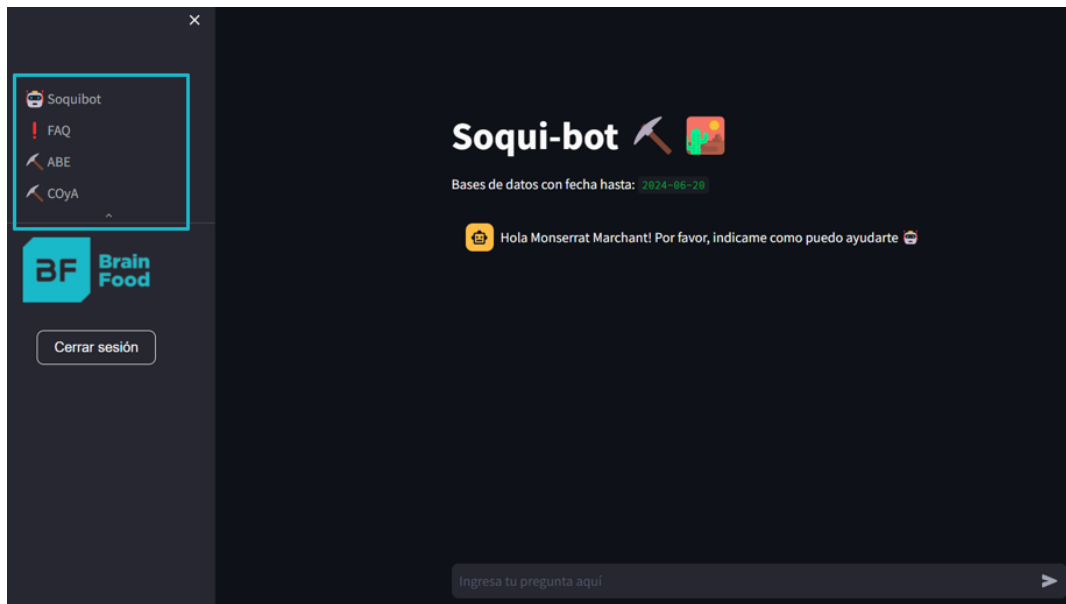 Soquibot
FAQ
ABE
COyA
BF Brain
Food
Cerrar sesión
Soqui-bot
Bases de datos con fecha hasta: 2024-06-20
Hola Monserrat Marchant! Por favor, indicame como puedo ayudarte
Ingresa tu pregunta aquí